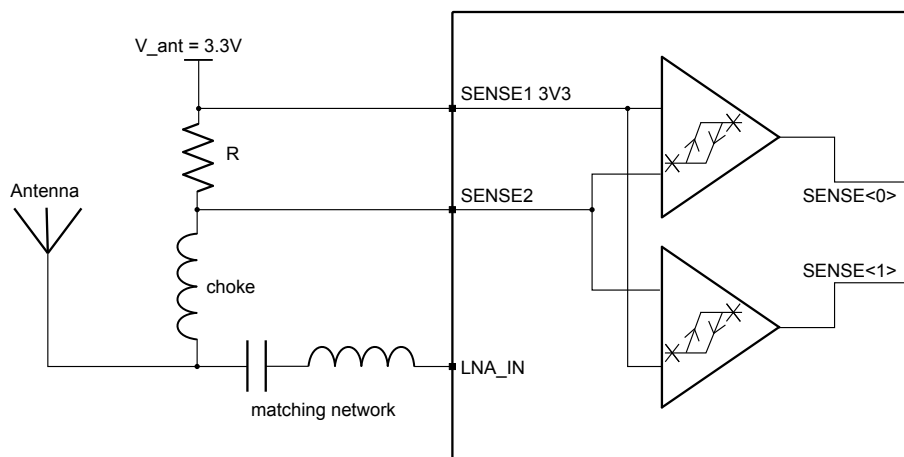 V_ant = 3.3V
SENSE1 3V3
R
Antenna
SENSE2
SENSE<0>
SENSE<1>
choke
LNA_IN
matching network